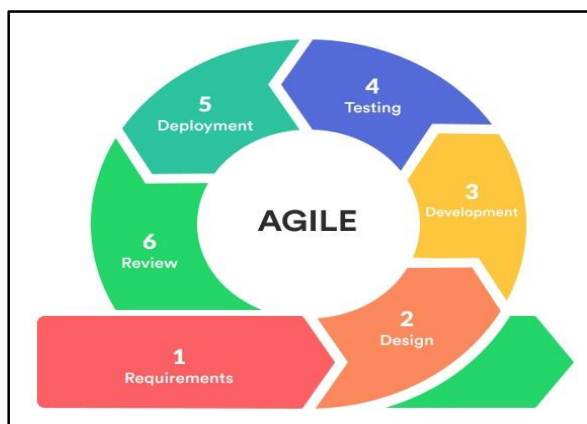 AGILE
1
Requirements
2
Design
3
Development
4
Testing
5
Deployment
6
Review